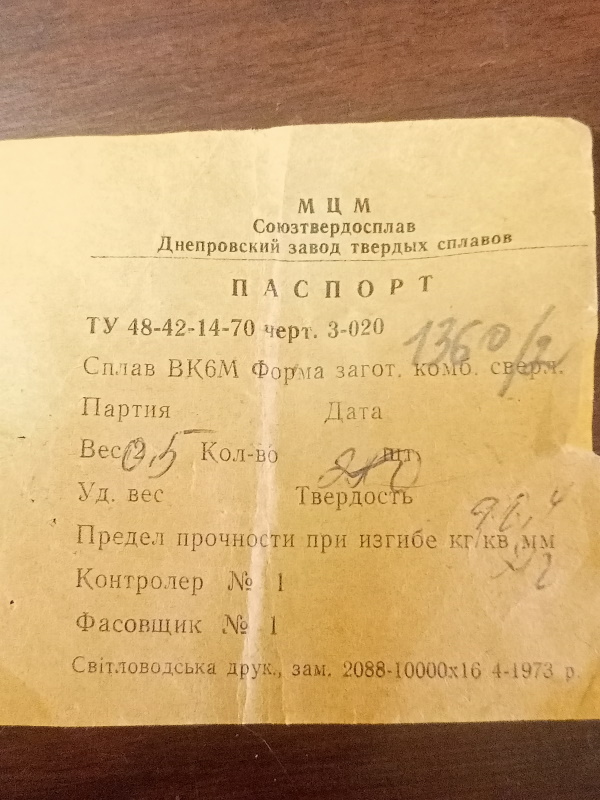 МЦМ
Союзтвердосплав
Днепровский завод твердых сплавов
ПАСПОРТ
ТУ 48-42-14-70 черт. 3-020
1360/2
Сплав ВК6М Форма загот. комб. сверл.
Партия Дата
Вес 0,5 Кол-во шт.
Уд. вес Твердость
Предел прочности при изгибе кг/кв. мм
Контролер № 1
Фасовщик № 1
Світловодська друк., зам. 2088-10000х16 4-1973 р.